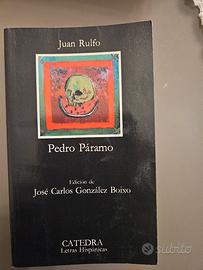 Juan Rulfo
Pedro Páramo
Edición de
José Carlos González Boixo
CATEDRA
Letras Hispánicas
subito